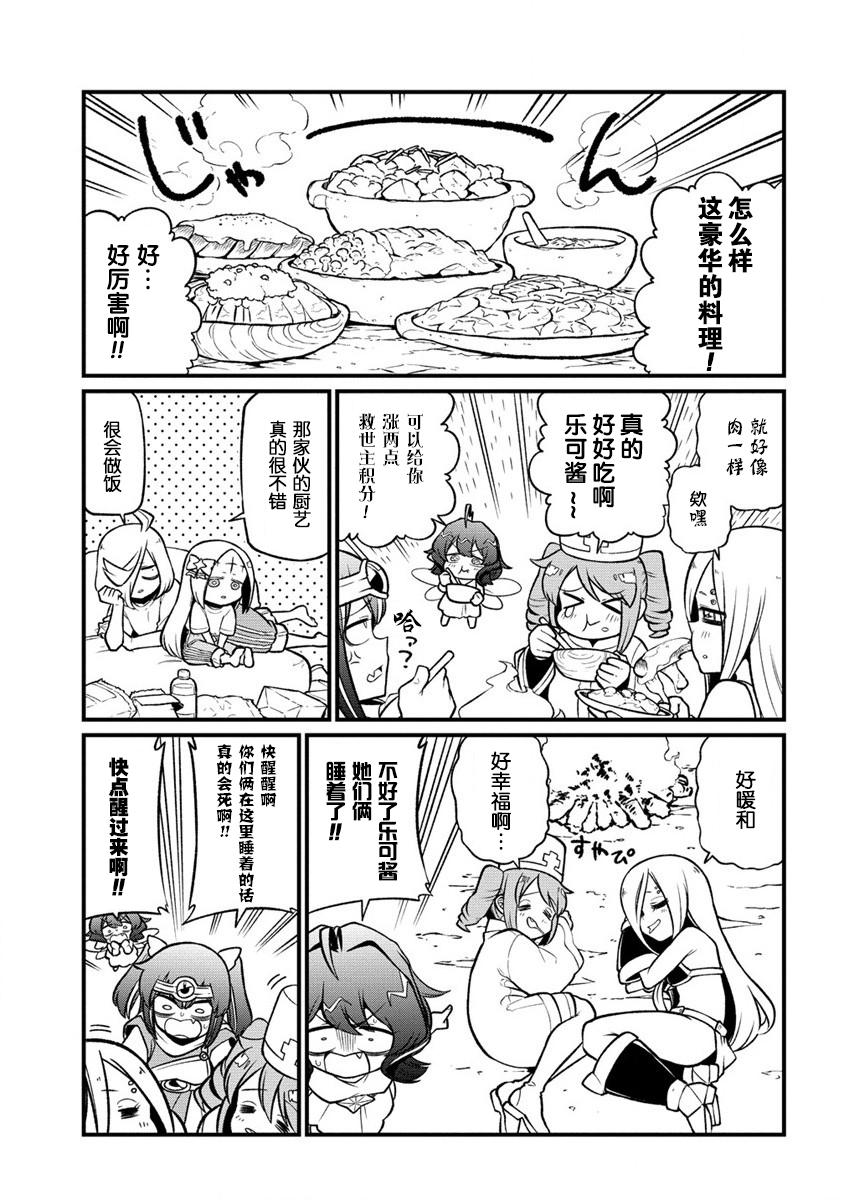 じゃーん
怎么样
这豪华的料理！
好…
好厉害啊!!
就好像
肉一样
欸嘿
真的
好好吃啊
乐可酱~~
可以给你
涨两点
救世主积分！
哈？？
那家伙的厨艺
真的很不错
很会做饭
好暖和
すやぴ
好幸福啊…
不好了乐可酱
她们俩
睡着了!!
快醒醒啊
你们俩在这里睡着的话
真的会死啊!!
快点醒过来啊!!